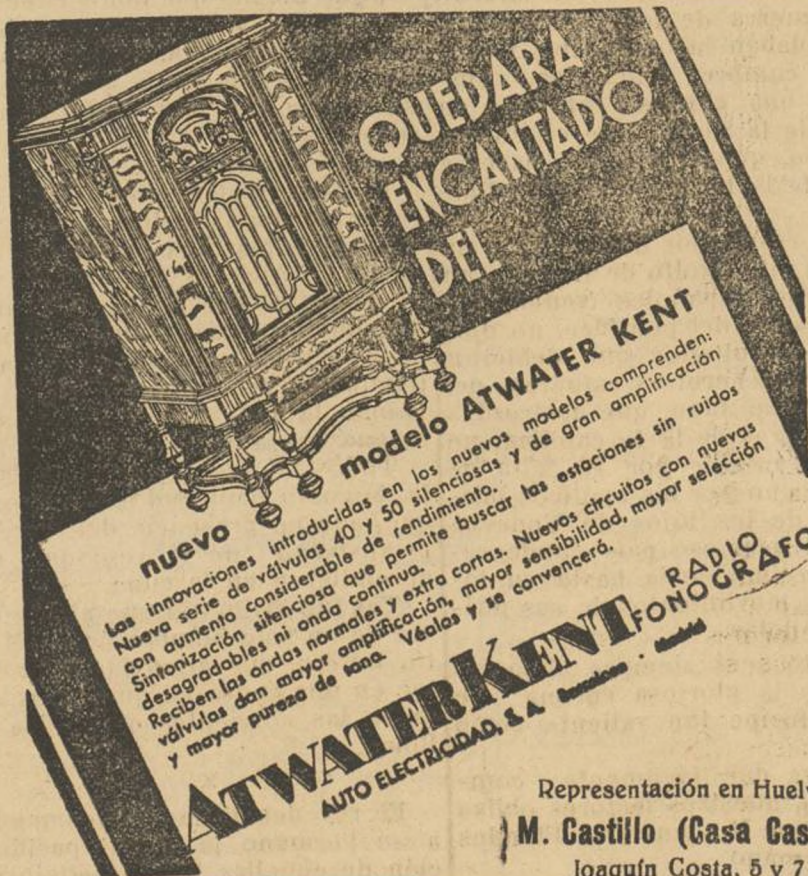 QUEDARA
ENCANTADO
DEL
nuevo modelo ATWATER KENT
Las innovaciones introducidas en los nuevos modelos comprenden:
Nueva serie de válvulas 40 y 50 silenciosas y de gran amplificación
con aumento considerable de rendimiento.
Sintonización silenciosa que permite buscar las estaciones sin ruidos
desagradables ni onda continua.
Reciben las ondas normales y extra cortas. Nuevos circuitos con nuevas
válvulas dan mayor amplificación, mayor sensibilidad, mayor selección
y mayor pureza de tono. Véalos y se convencerá.
ATWATER KENT
RADIO
FONOGRAFO
AUTO ELECTRICIDAD, S. A. Barcelona - Madrid
Representación en Huelv
M. Castillo (Casa Cas
Joaquín Costa, 5 y 7